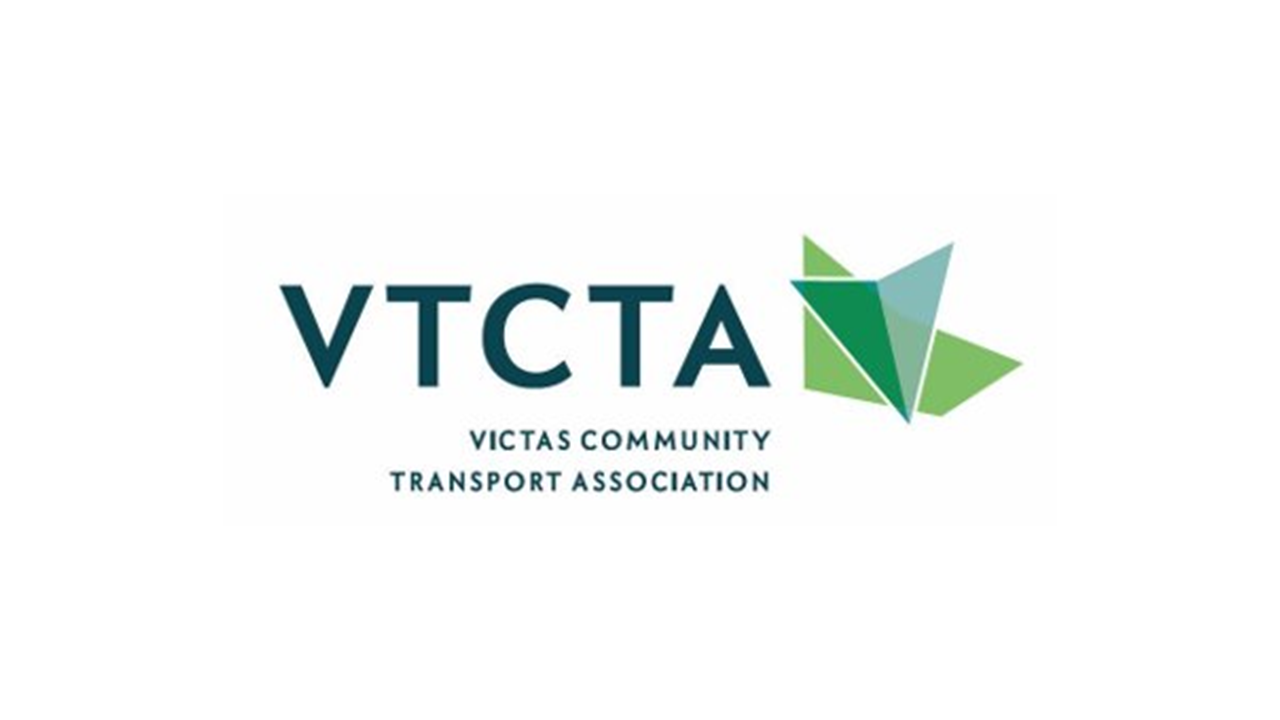 VTCTA
VICTAS COMMUNITY
TRANSPORT ASSOCIATION